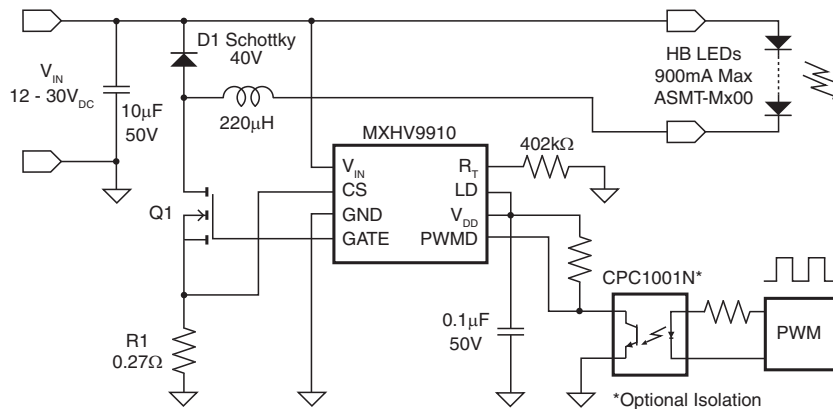 D1 Schottky
40V
V_IN
12 - 30V_DC
10μF
50V
220μH
HB LEDs
900mA Max
ASMT-Mx00
MXHV9910
402kΩ
V_IN
R_T
CS
LD
GND
V_DD
GATE
PWMD
Q1
CPC1001N*
R1
0.27Ω
0.1μF
50V
PWM
*Optional Isolation